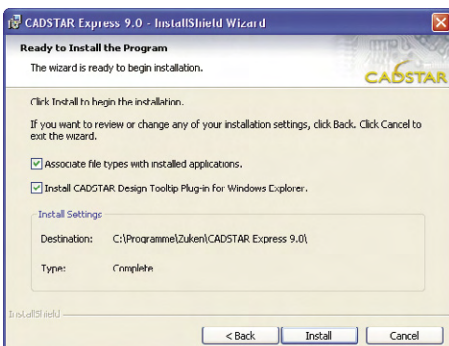 CADSTAR Express 9.0 - InstallShield Wizard
Ready to Install the Program
The wizard is ready to begin installation.
CADSTAR
Click Install to begin the installation.
If you want to review or change any of your installation settings, click Back. Click Cancel to
exit the wizard.
Associate file types with installed applications.
Install CADSTAR Design Tooltip Plug-in for Windows Explorer.
Install Settings
Destination: C:\Programme\Zuken\CADSTAR Express 9.0\
Type: Complete
InstallShield
< Back Install Cancel